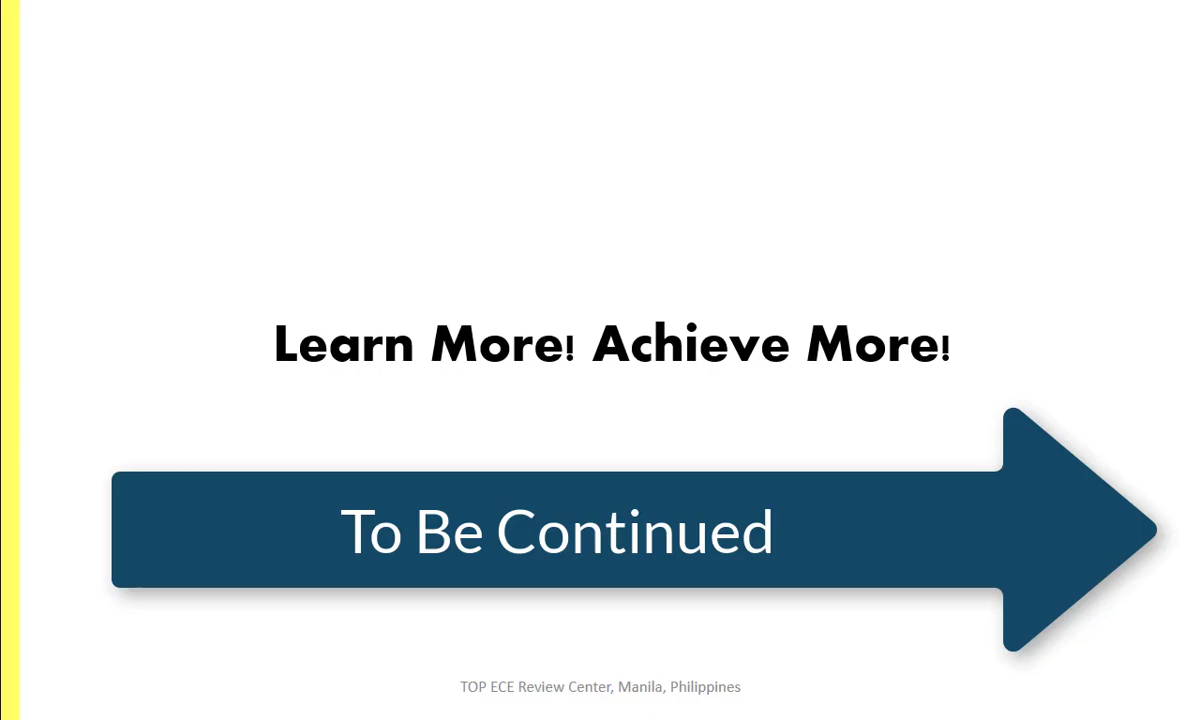 Learn More! Achieve More!
To Be Continued
TOP ECE Review Center, Manila, Philippines